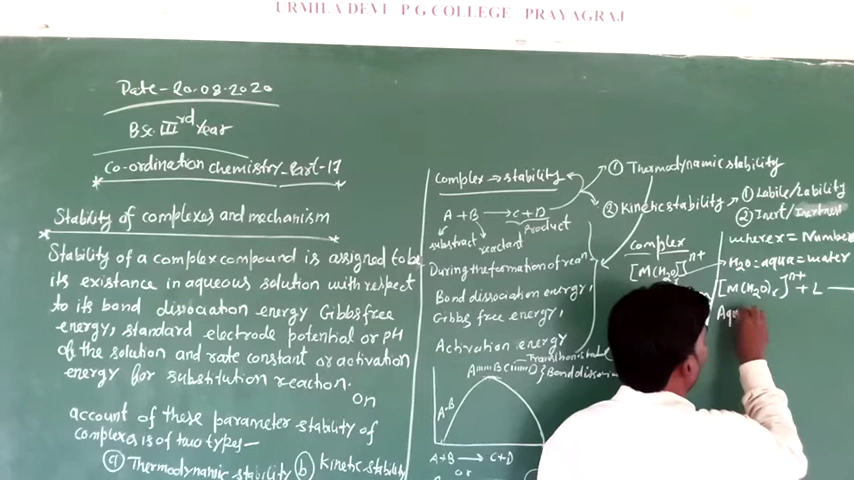 URMILA DEVI P G COLLEGE PRAYAGRAJ
Date - 20.08.2020
B.Sc. IIIrd Year
Co-ordination chemistry - Part-17
Stability of complexes and mechanism
Stability of a complex compound is assigned to be
its existance in aqueous solution with respect
to its bond dissociation energy Gibbs free
energy, standard electrode potential or pH
of the solution and rate constant or activation
energy for substitution reaction.
on
account of these parameter stability of
complexes is of two types -
(a) Thermodynamic stability (b) kinetic stability
Complex → stability
A + B → C + D
substract reactant Product
During the formation of reaⁿ
Bond dissociation energy,
Gibbs free energy,
Activation energy
A·····B C·····D
A-B
A+B → C+D
or
① Thermodynamic stability
② Kinetic stability → ① Labile/Lability
② Inert/Inertness
complex
[M(H₂O)ₓ]ⁿ⁺
where x = Number
H₂O = aqua = water
[M(H₂O)ₓ]ⁿ⁺ + L
Aqu